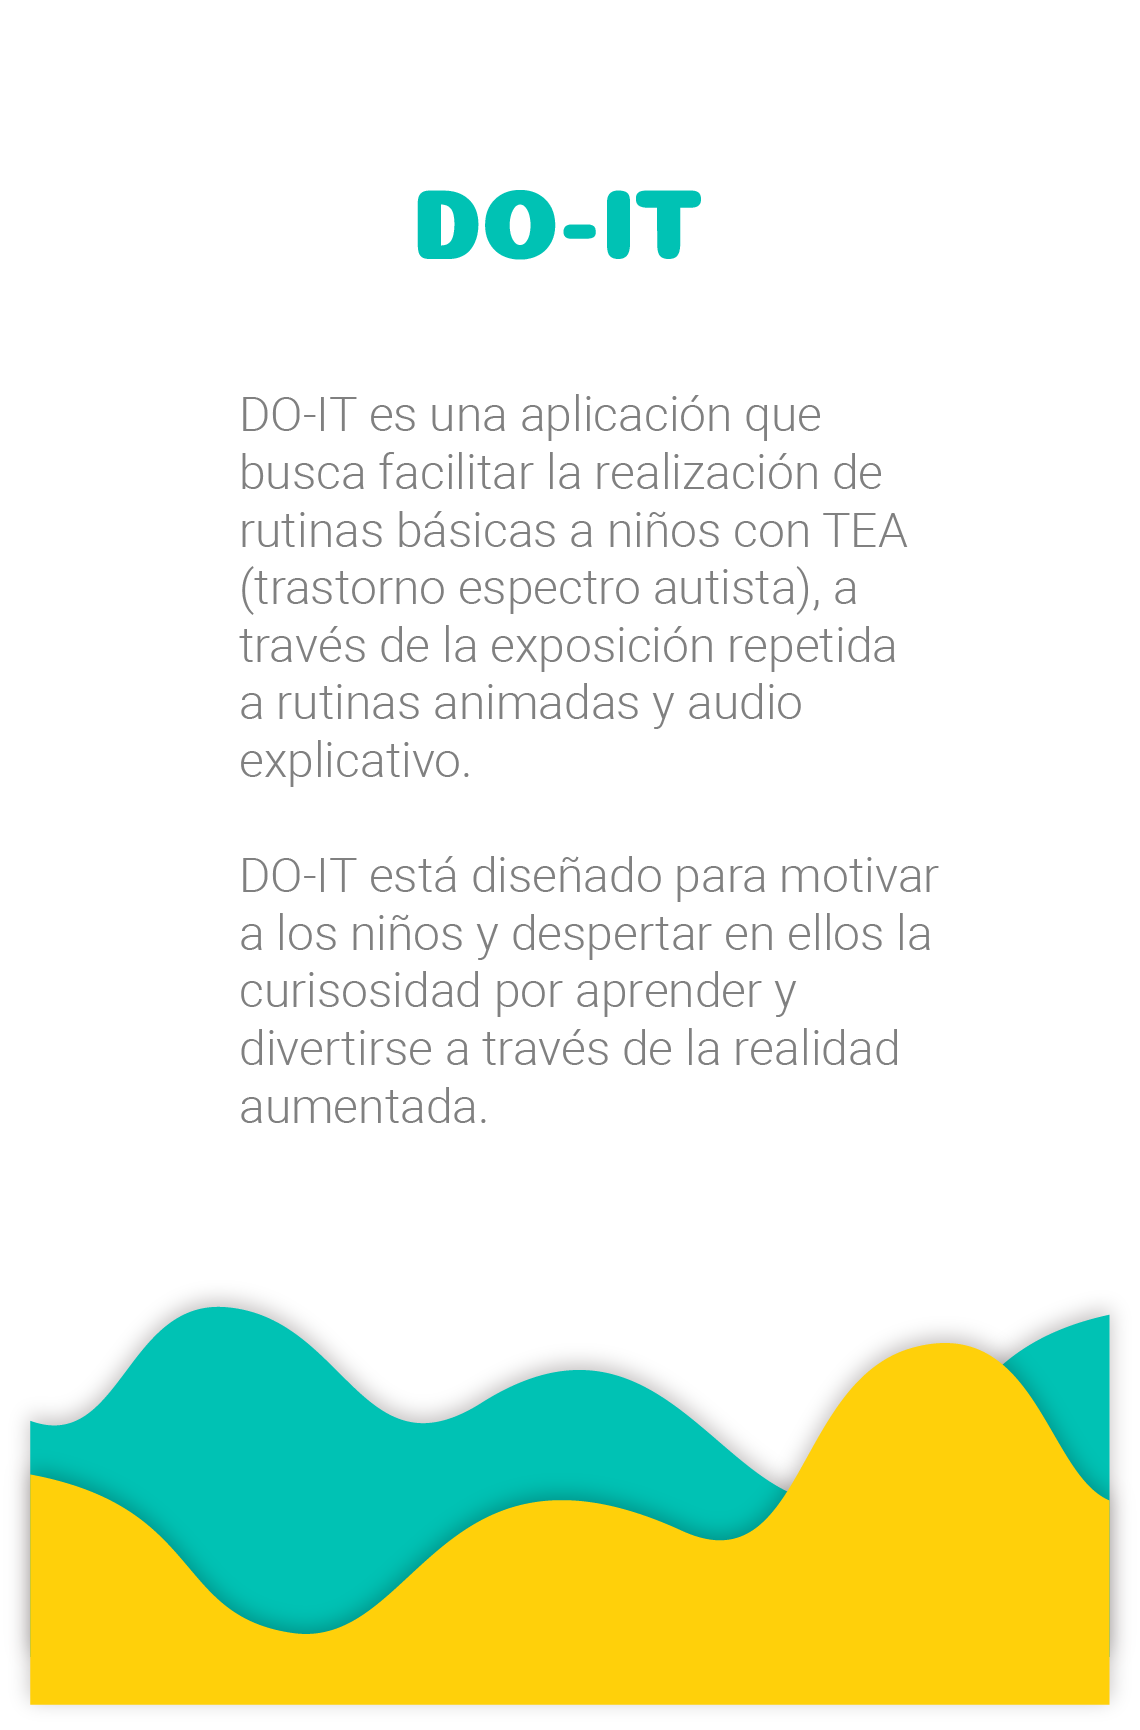 DO-IT
DO-IT es una aplicación que
busca facilitar la realización de
rutinas básicas a niños con TEA
(trastorno espectro autista), a
través de la exposición repetida
a rutinas animadas y audio
explicativo.
DO-IT está diseñado para motivar
a los niños y despertar en ellos la
curisosidad por aprender y
divertirse a través de la realidad
aumentada.